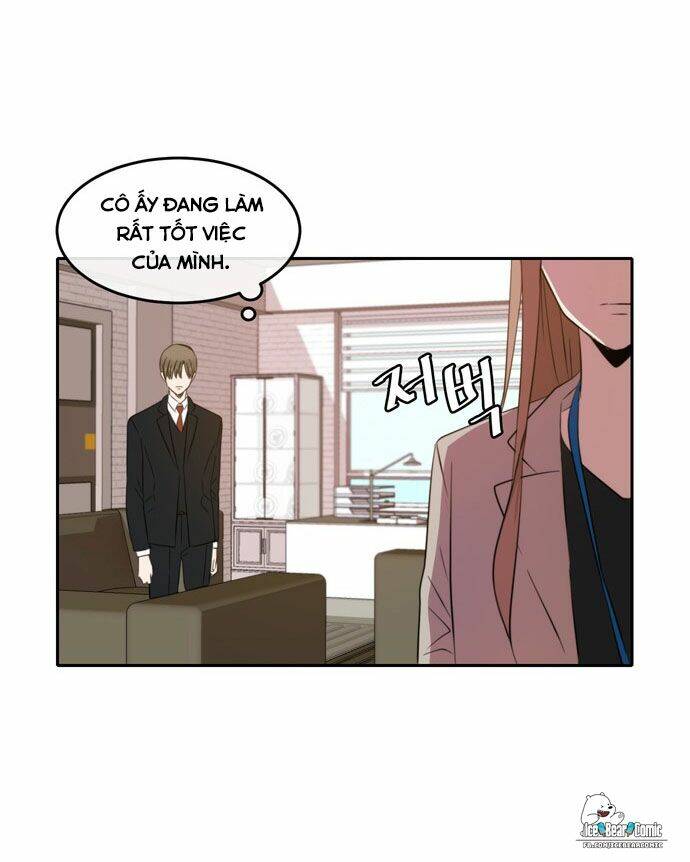 CÔ ẤY ĐANG LÀM
RẤT TỐT VIỆC
CỦA MÌNH.
저벅
Ice Bear Comic
FB.COM/ICEBEARCOMIC